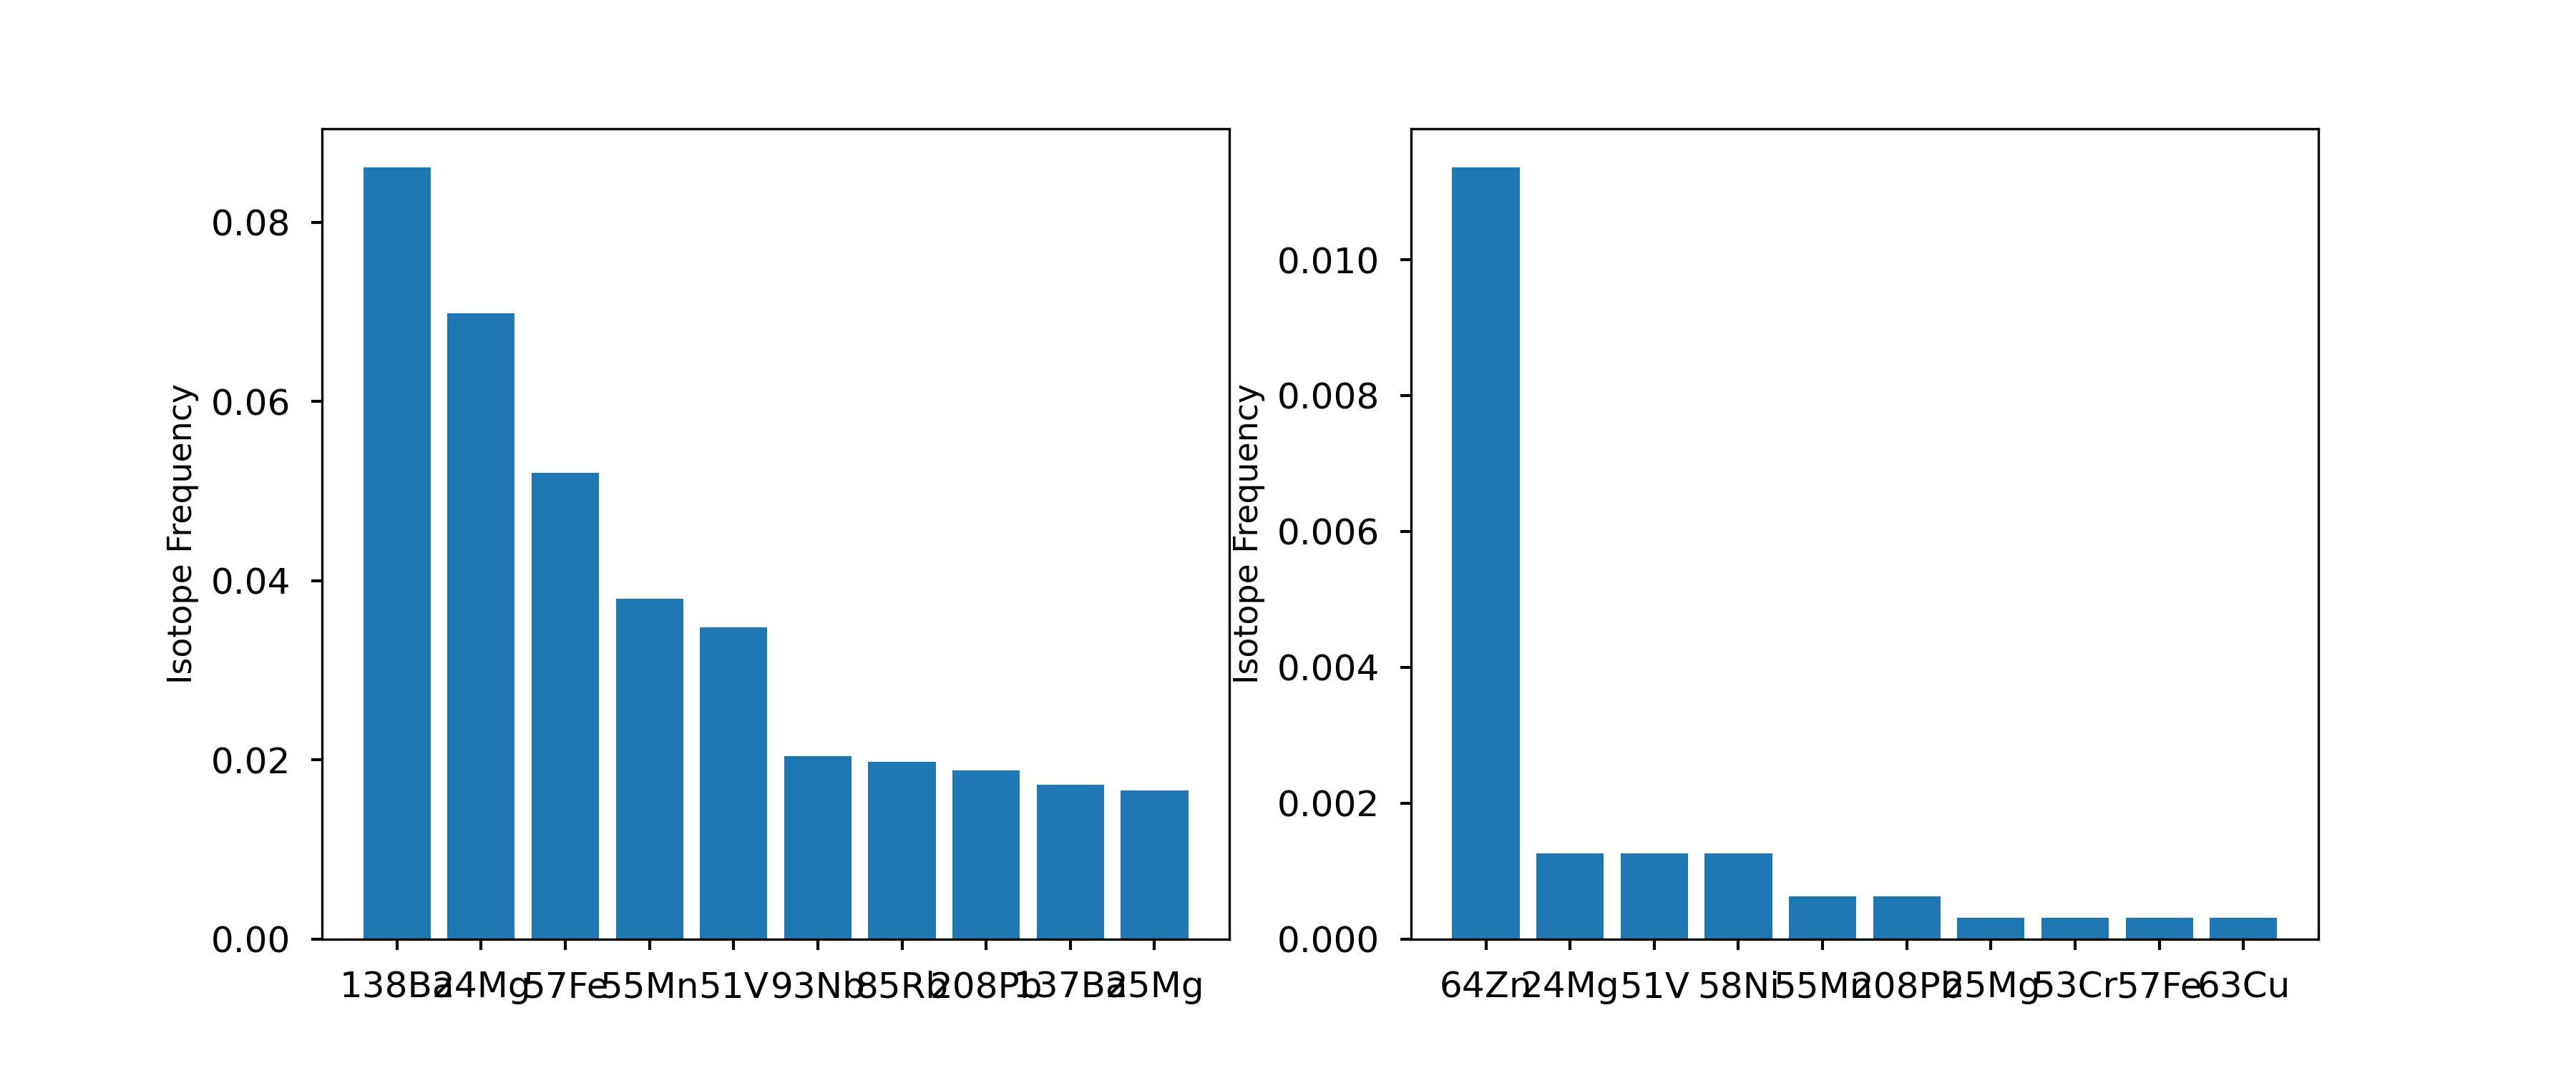 Isotope Frequency
0.08
0.06
0.04
0.02
0.00
138Ba 24Mg 57Fe 55Mn 51V 93Nb 85Rb 208Pb 137Ba 25Mg
Isotope Frequency
0.010
0.008
0.006
0.004
0.002
0.000
64Zn 24Mg 51V 58Ni 55Mn 208Pb 25Mg 53Cr 57Fe 63Cu